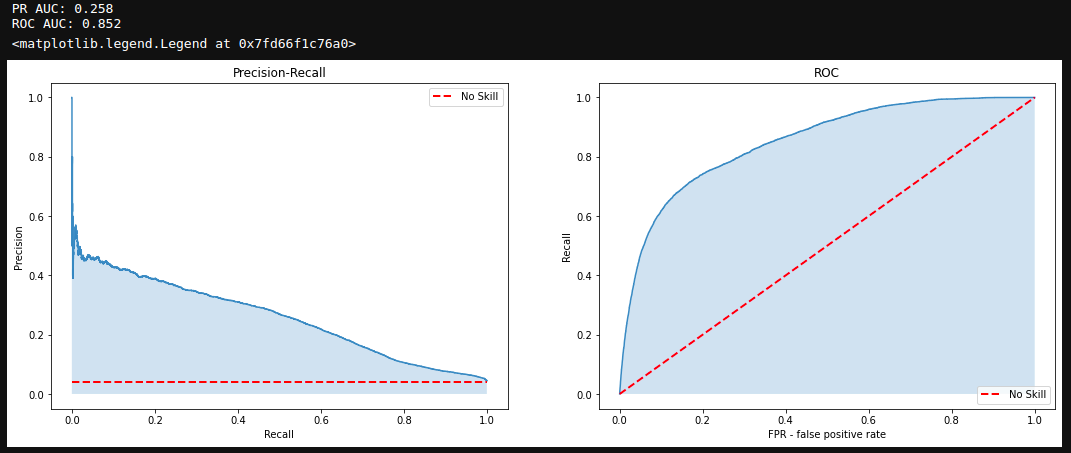 PR AUC: 0.258
ROC AUC: 0.852
<matplotlib.legend.Legend at 0x7fd66f1c76a0>
Precision-Recall
No Skill
Precision
1.0
0.8
0.6
0.4
0.2
0.0
0.0 0.2 0.4 0.6 0.8 1.0
Recall
ROC
Recall
1.0
0.8
0.6
0.4
0.2
0.0
No Skill
0.0 0.2 0.4 0.6 0.8 1.0
FPR - false positive rate